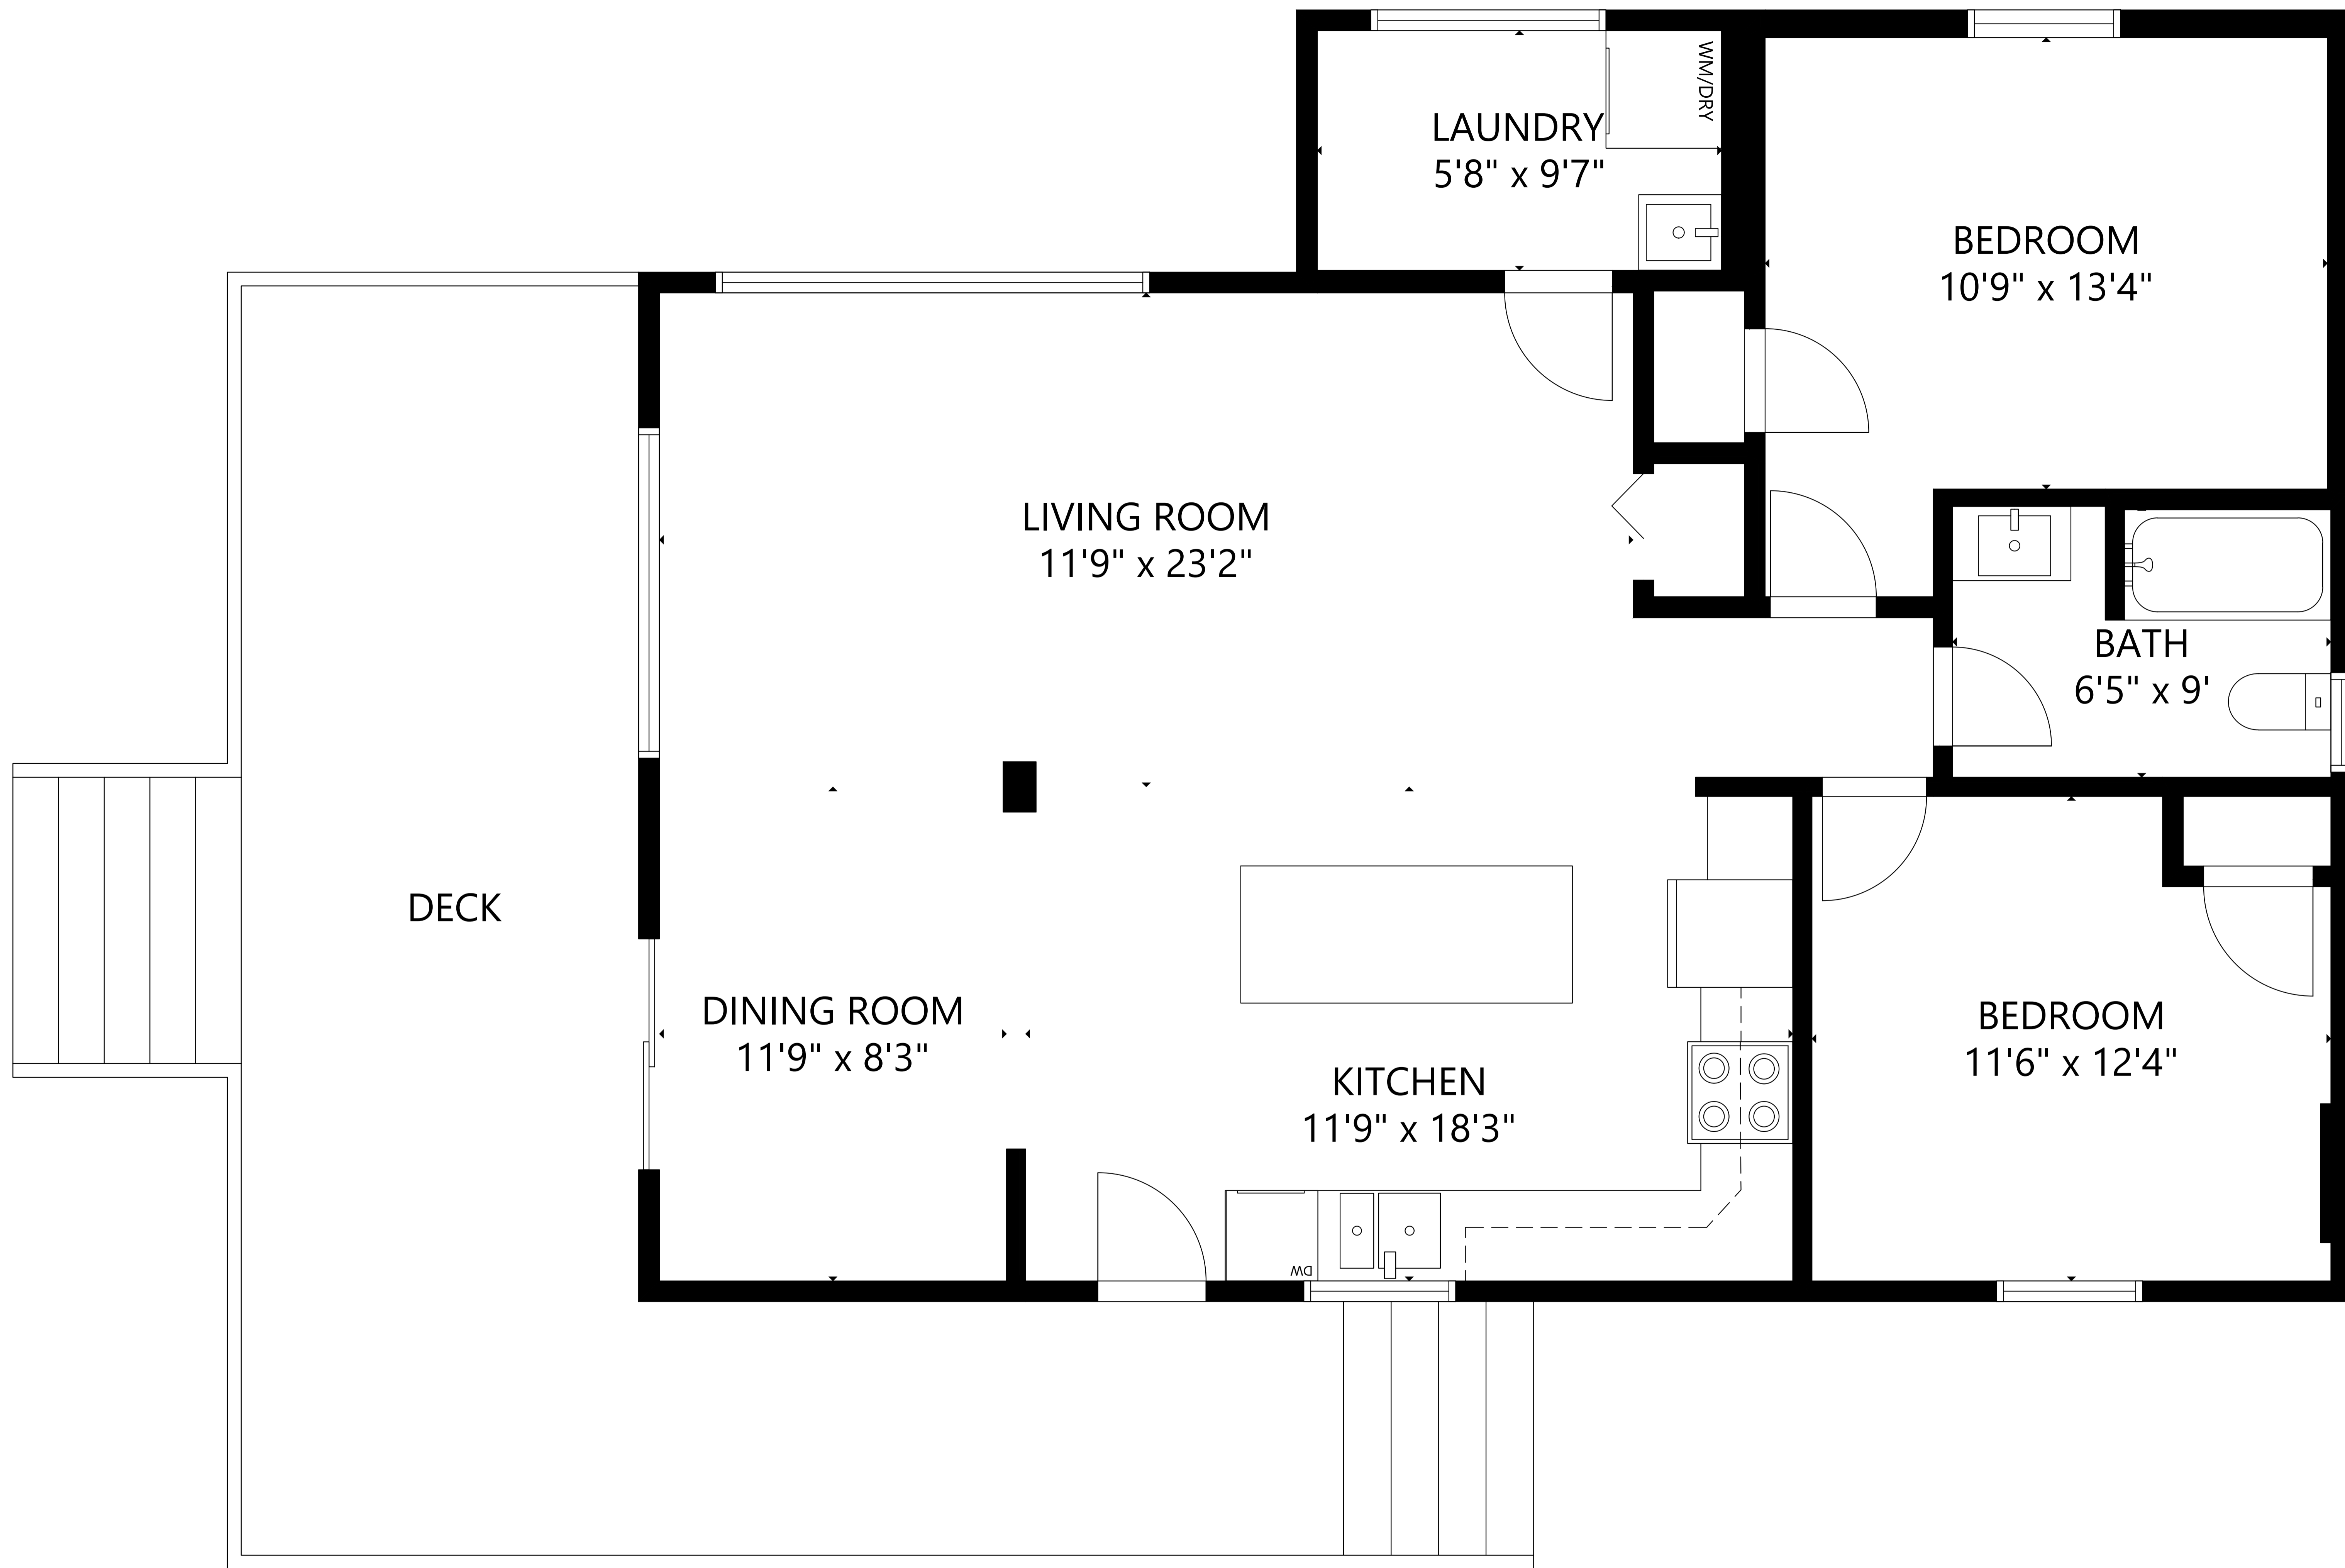 WM/DRY
LAUNDRY
5'8" x 9'7"
BEDROOM
10'9" x 13'4"
LIVING ROOM
11'9" x 23'2"
BATH
6'5" x 9'
DECK
DINING ROOM
11'9" x 8'3"
KITCHEN
11'9" x 18'3"
BEDROOM
11'6" x 12'4"
DW